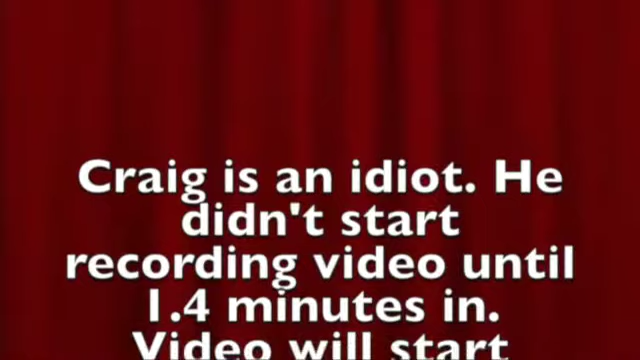 Craig is an idiot. He
didn't start
recording video until
1.4 minutes in.
Video will start